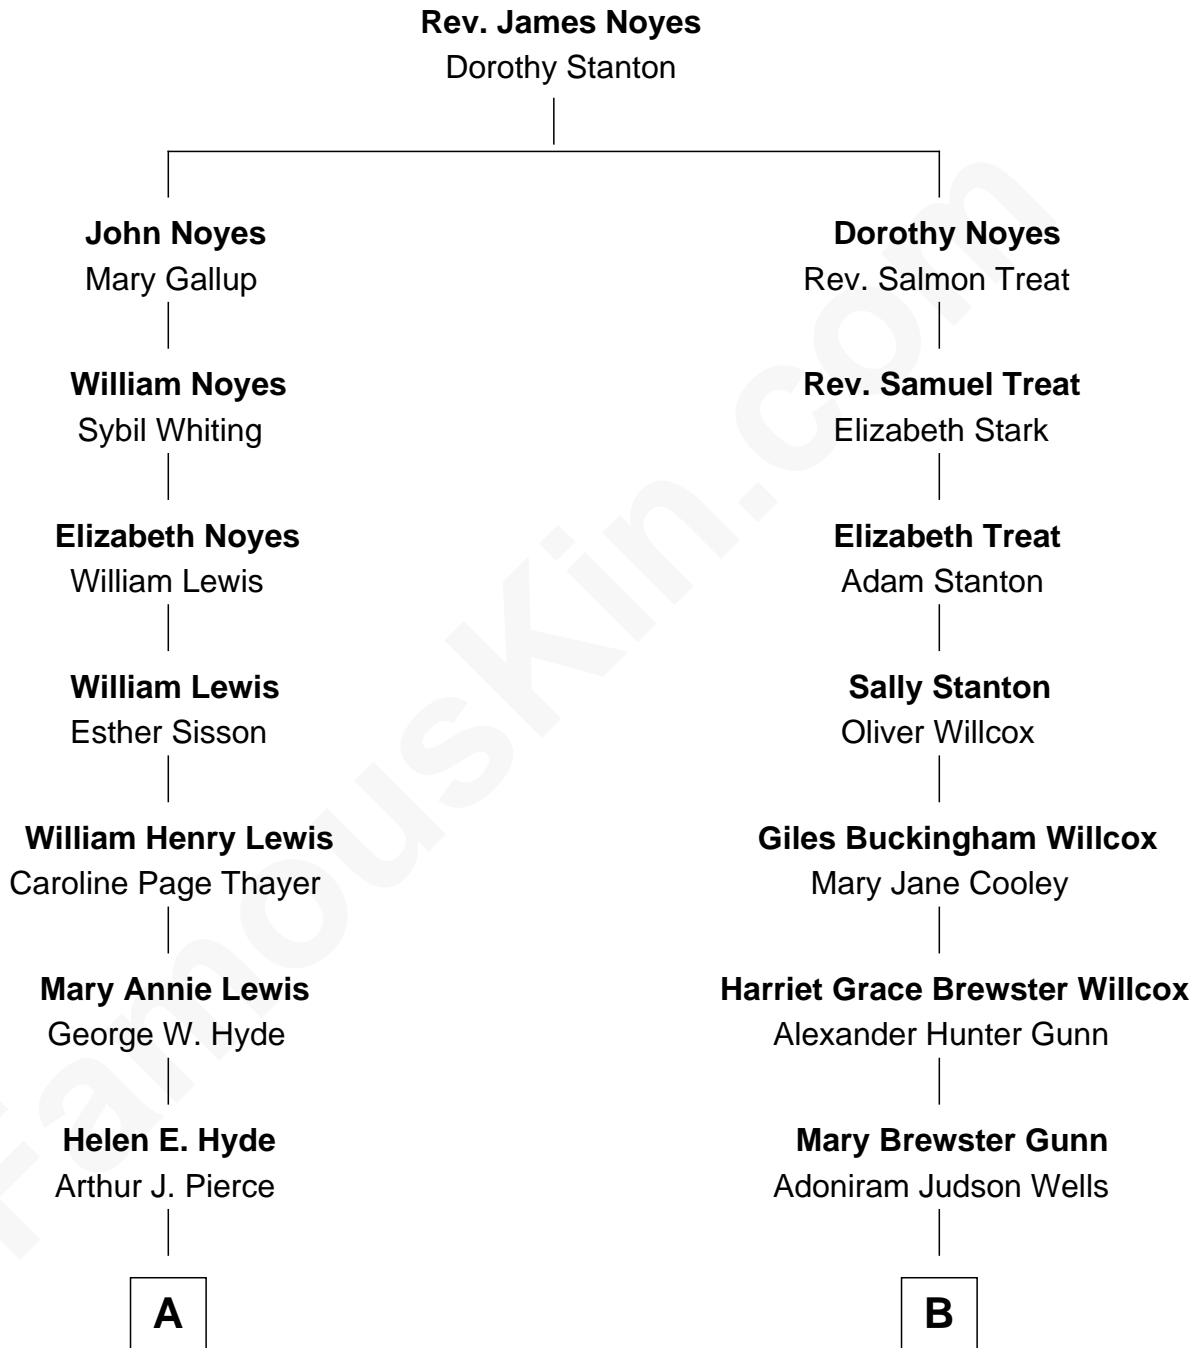 Rev. James Noyes
Dorothy Stanton
John Noyes
Mary Gallup
Dorothy Noyes
Rev. Salmon Treat
William Noyes
Sybil Whiting
Rev. Samuel Treat
Elizabeth Stark
Elizabeth Noyes
William Lewis
Elizabeth Treat
Adam Stanton
William Lewis
Esther Sisson
Sally Stanton
Oliver Willcox
William Henry Lewis
Caroline Page Thayer
Giles Buckingham Willcox
Mary Jane Cooley
Mary Annie Lewis
George W. Hyde
Harriet Grace Brewster Willcox
Alexander Hunter Gunn
Helen E. Hyde
Arthur J. Pierce
Mary Brewster Gunn
Adoniram Judson Wells
A
B
FamousKin.com